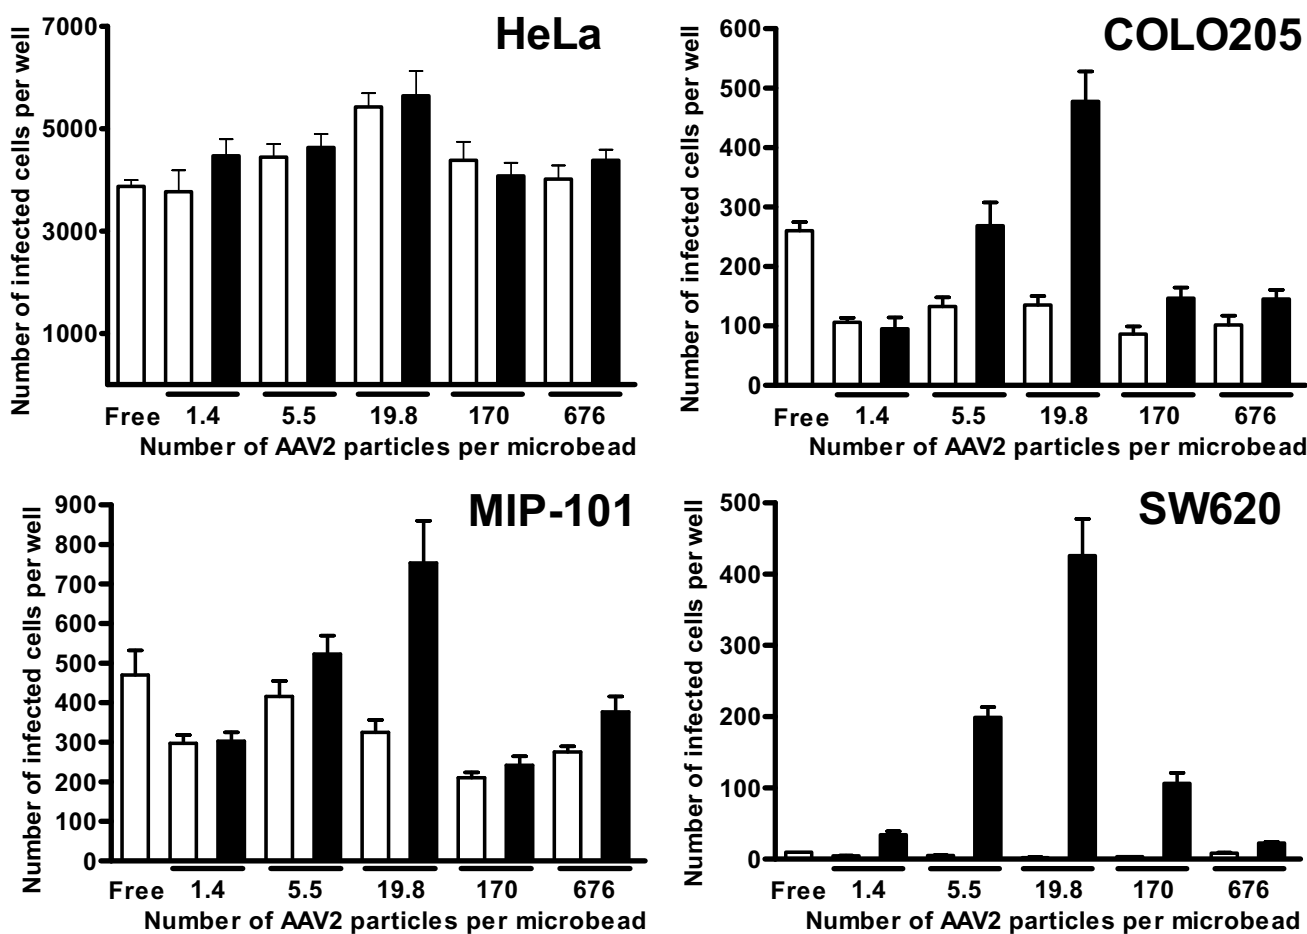 HeLa
Number of infected cells per well
7000
5000
3000
1000
Free 1.4 5.5 19.8 170 676
Number of AAV2 particles per microbead
COLO205
Number of infected cells per well
600
500
400
300
200
100
0
Free 1.4 5.5 19.8 170 676
Number of AAV2 particles per microbead
MIP-101
Number of infected cells per well
900
800
700
600
500
400
300
200
100
0
Free 1.4 5.5 19.8 170 676
Number of AAV2 particles per microbead
SW620
Number of infected cells per well
500
400
300
200
100
0
Free 1.4 5.5 19.8 170 676
Number of AAV2 particles per microbead